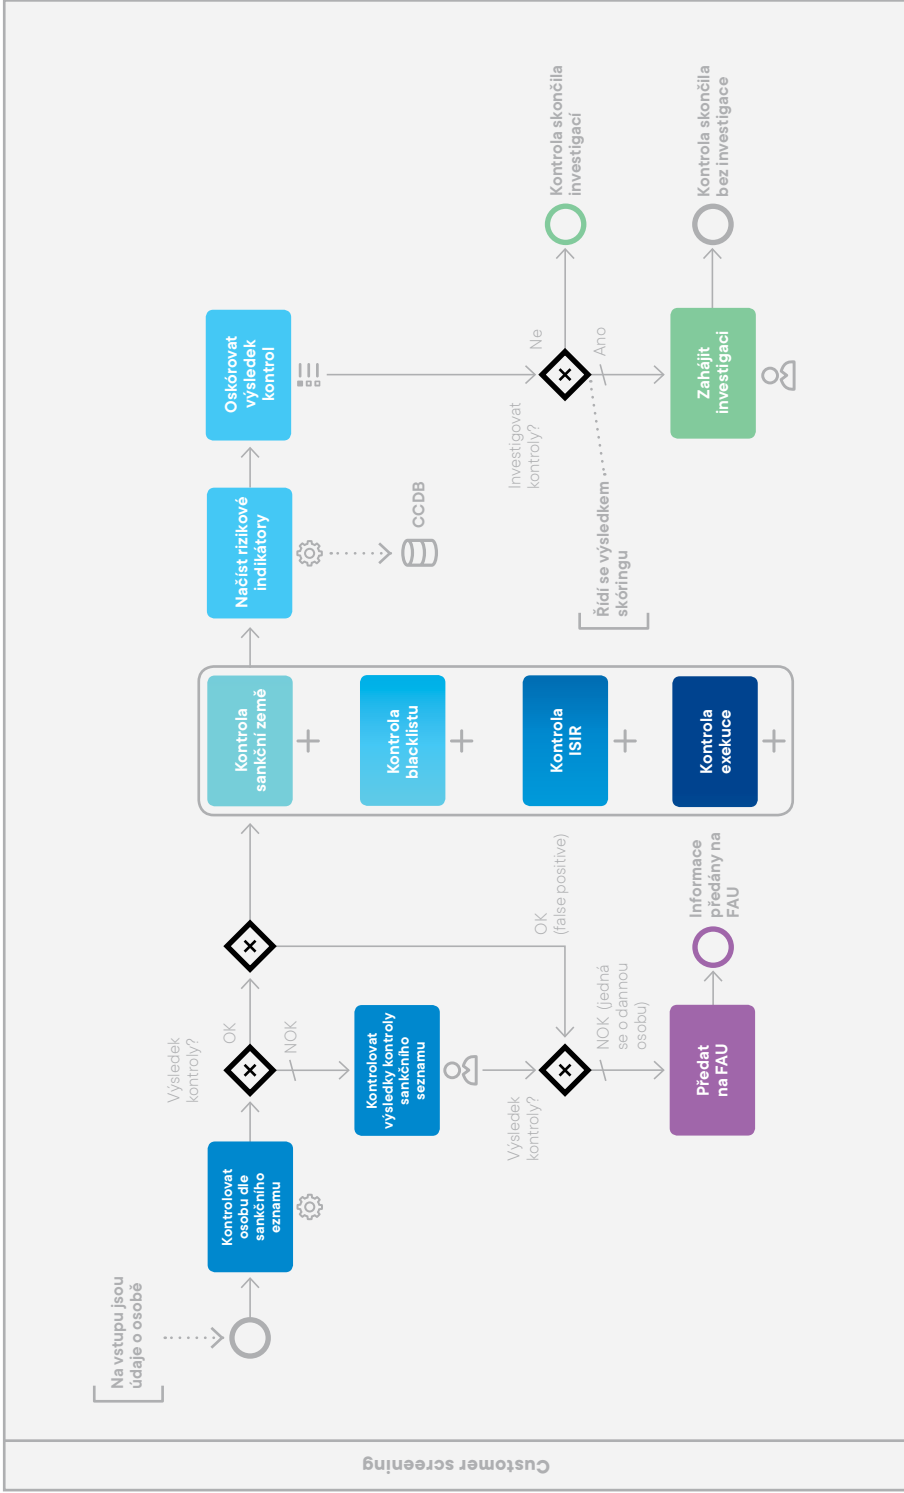 Customer screening
Na vstupu jsou
údaje o osobě
Kontrolovat
osobu dle
sankčního
eznamu
Výsledek
kontroly?
OK
NOK
Kontrolovat
výsledky kontroly
sankčního
seznamu
Výsledek
kontroly?
OK
(false positive)
NOK (jedná
se o dannou
osobu)
Předat
na FAU
Informace
předány na
FAU
Kontrola
sankční země
Kontrola
blacklistu
Kontrola
ISIR
Kontrola
exekuce
Načíst rizikové
indikátory
CCDB
Oskórovat
výsledek
kontrol
Investigovat
kontroly?
Ne
Ano
Řídí se výsledkem
skóringu
Kontrola skončila
investigací
Zahájit
investigaci
Kontrola skončila
bez investigace